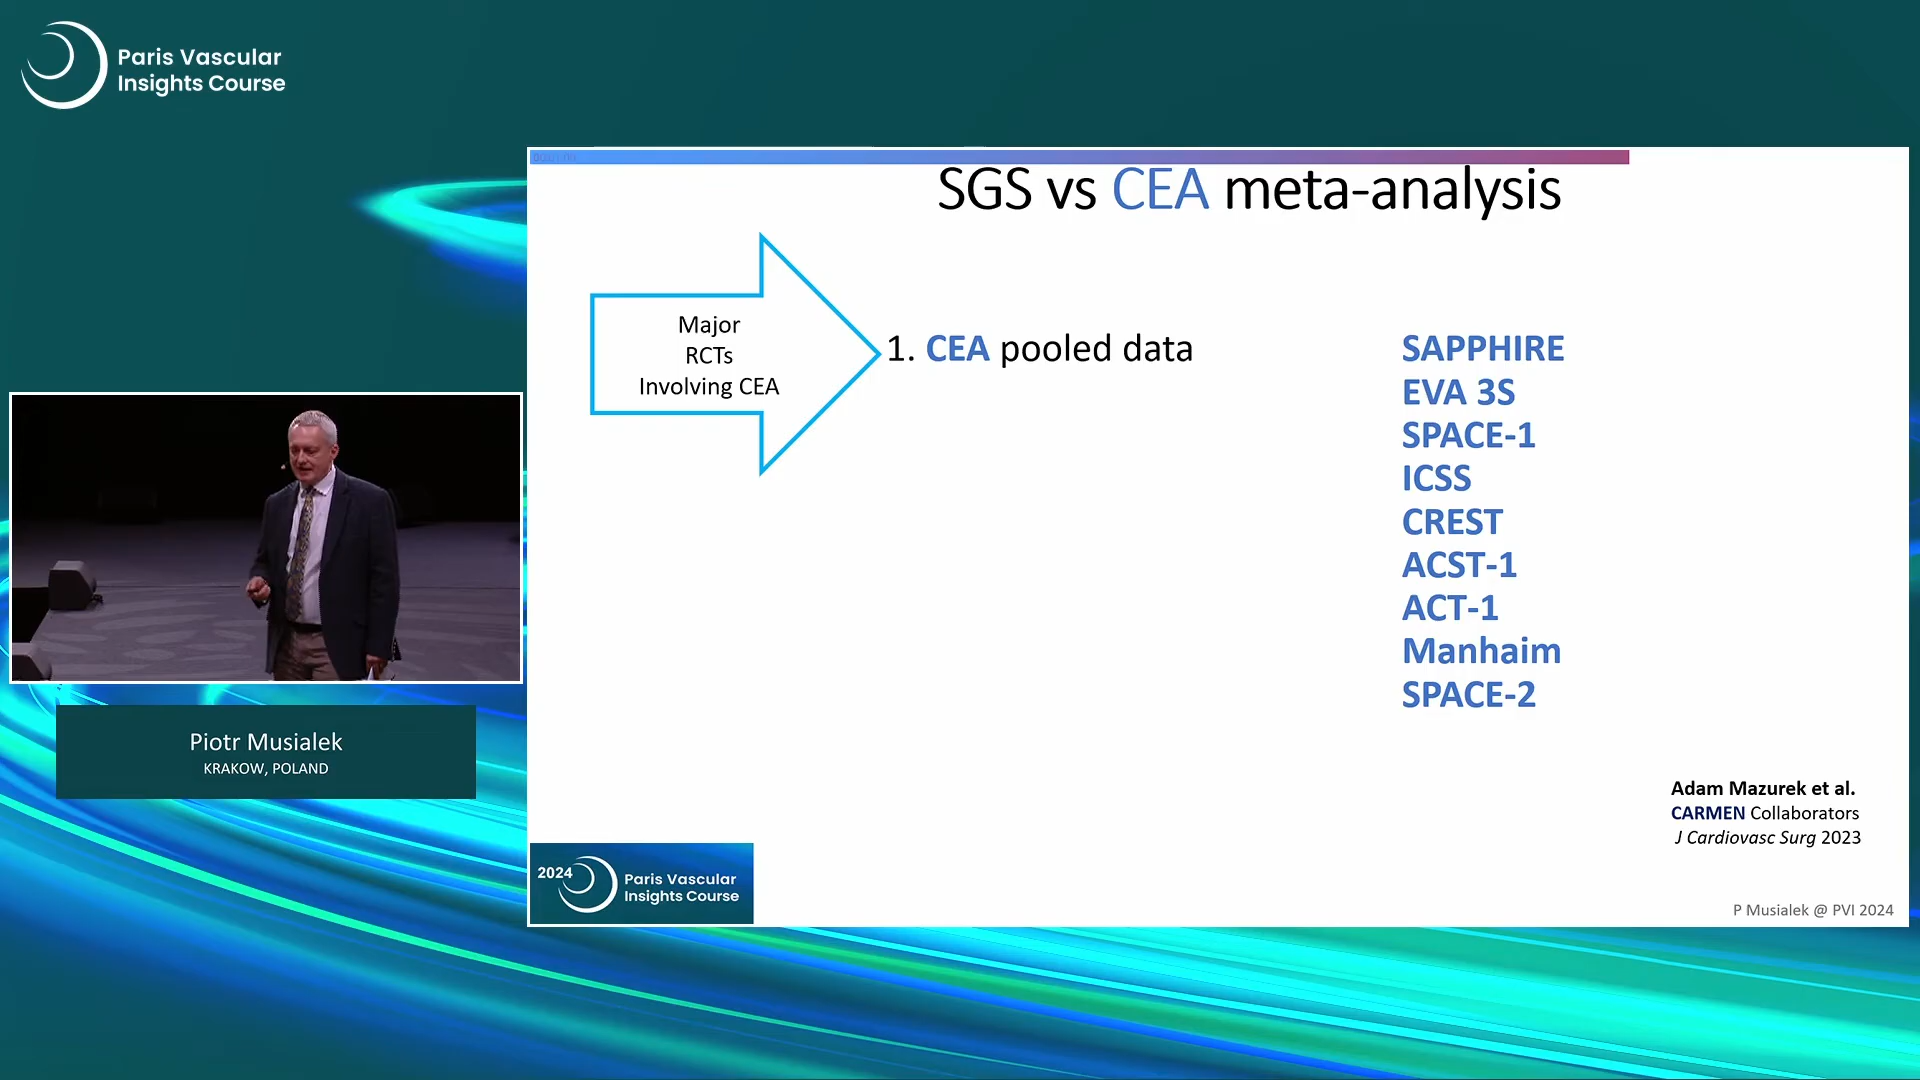 Paris Vascular
Insights Course
SGS vs CEA meta-analysis
Major
RCTs
Involving CEA
1. CEA pooled data
SAPPHIRE
EVA 3S
SPACE-1
ICSS
CREST
ACST-1
ACT-1
Manhaim
SPACE-2
Adam Mazurek et al.
CARMEN Collaborators
J Cardiovasc Surg 2023
P Musialek @ PVI 2024
2024
Paris Vascular
Insights Course
Piotr Musialek
KRAKOW, POLAND